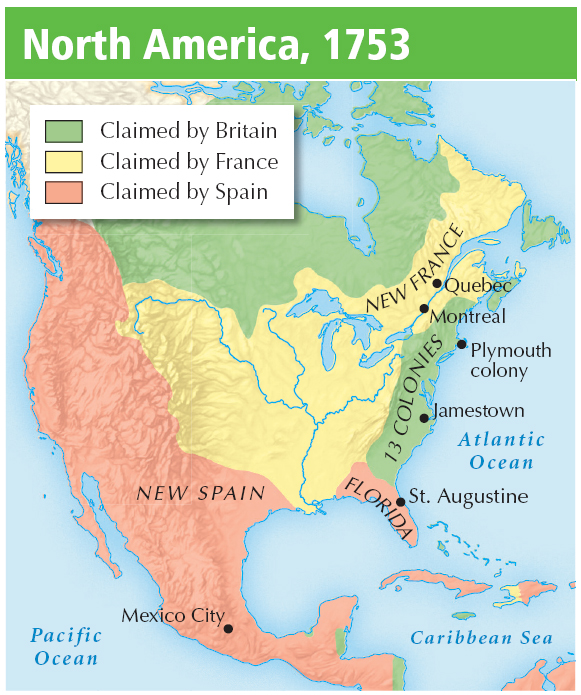 North America, 1753
Claimed by Britain
Claimed by France
Claimed by Spain
NEW FRANCE
Quebec
Montreal
Plymouth
colony
13 COLONIES
Jamestown
Atlantic
Ocean
NEW SPAIN
FLORIDA
St. Augustine
Mexico City
Pacific
Ocean
Caribbean Sea